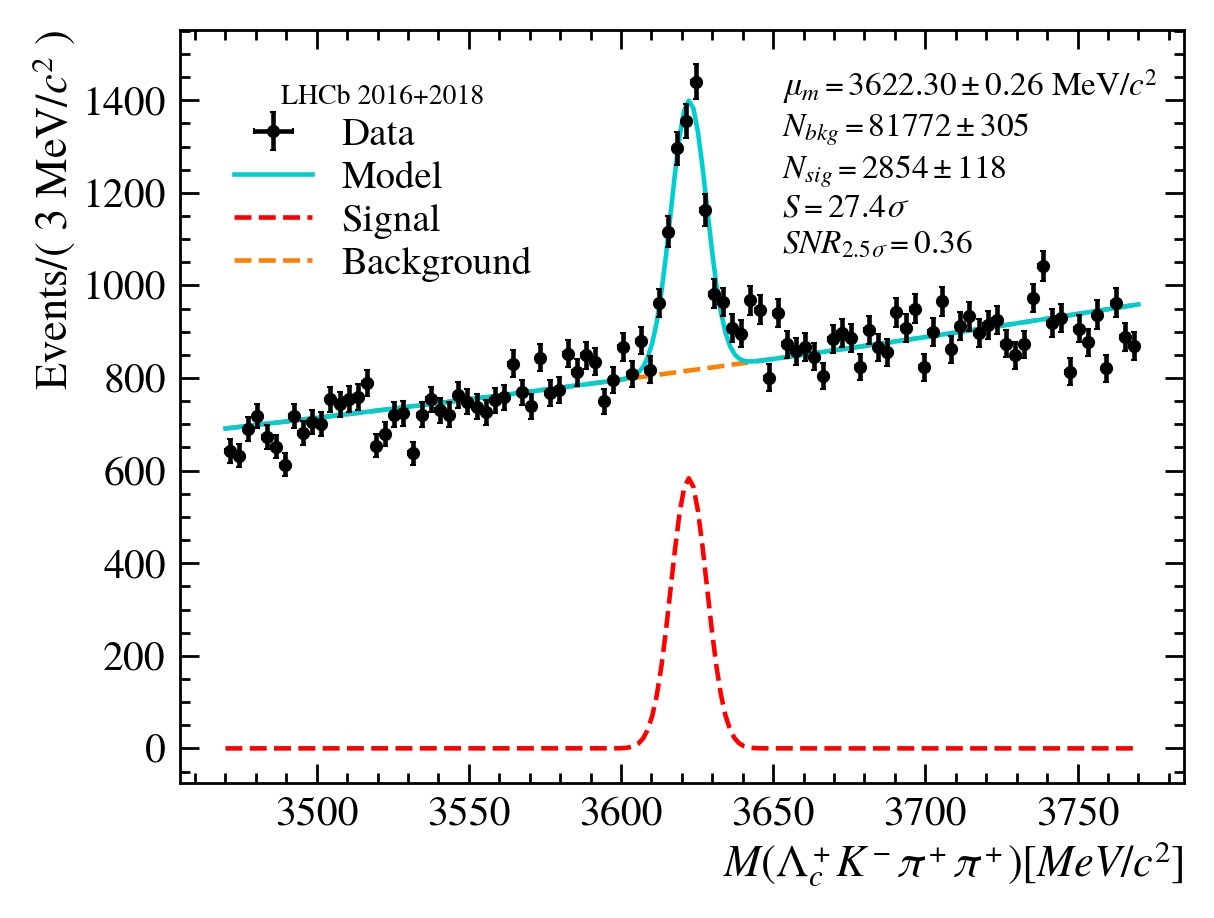 Events/( 3 MeV/c² )
1400
1200
1000
800
600
400
200
0
LHCb 2016+2018
Data
Model
Signal
Background
μₘ = 3622.30 ± 0.26 MeV/c²
N_bkg = 81772 ± 305
N_sig = 2854 ± 118
S = 27.4σ
SNR_2.5σ = 0.36
3500 3550 3600 3650 3700 3750
M(Λc⁺K⁻π⁺π⁺)[MeV/c²]